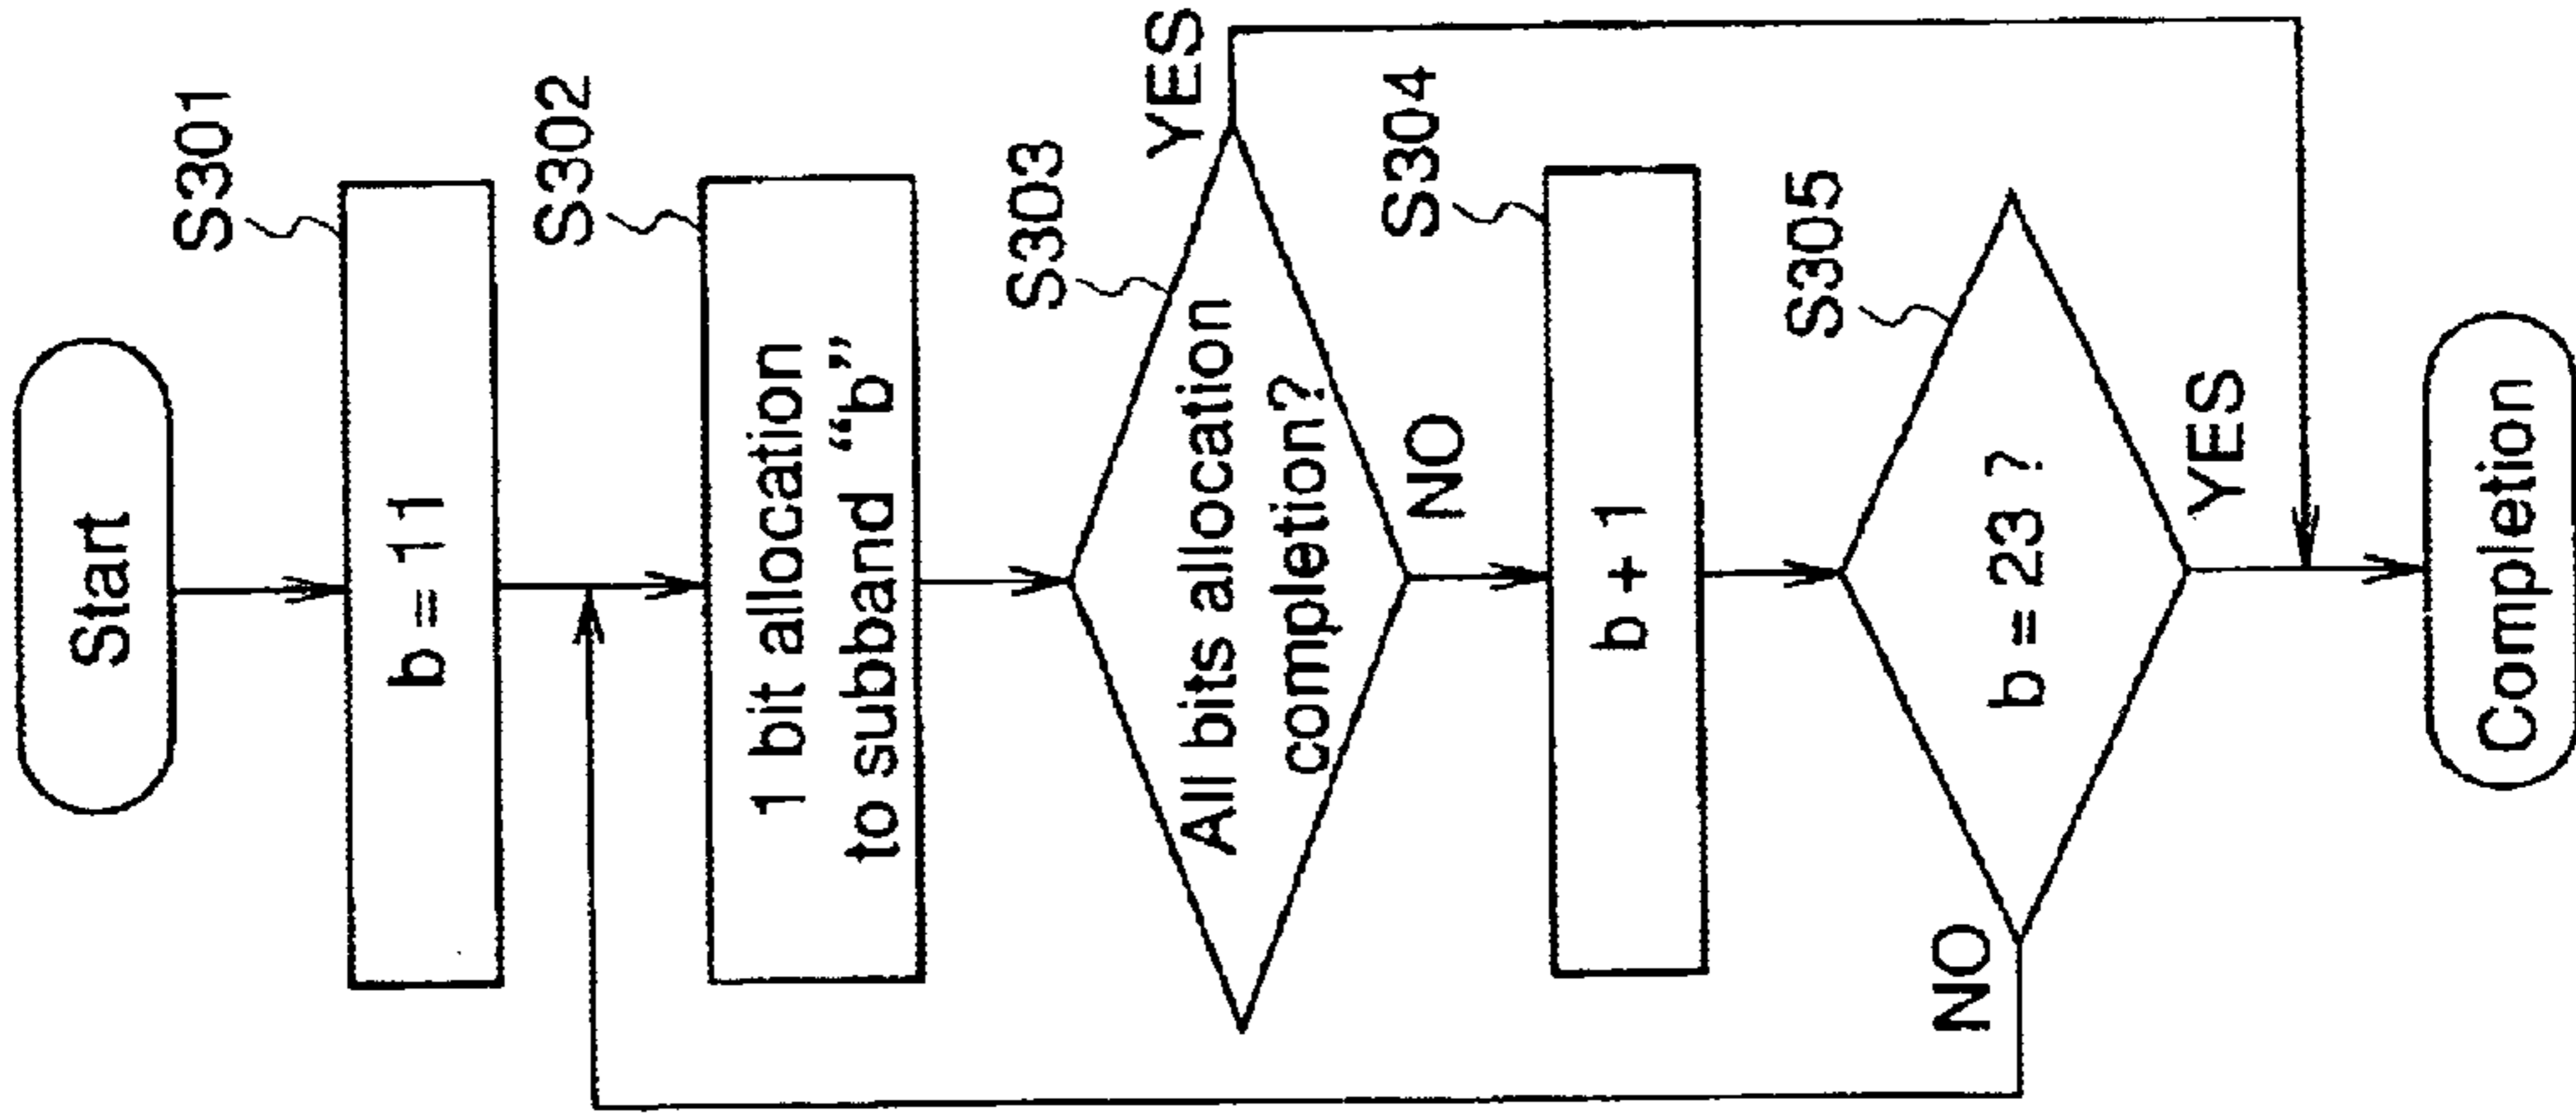 Start
S301
b = 11
S302
1 bit allocation
to subband “b”
S303
All bits allocation
completion?
YES
NO
S304
b + 1
S305
b = 23 ?
NO
YES
Completion